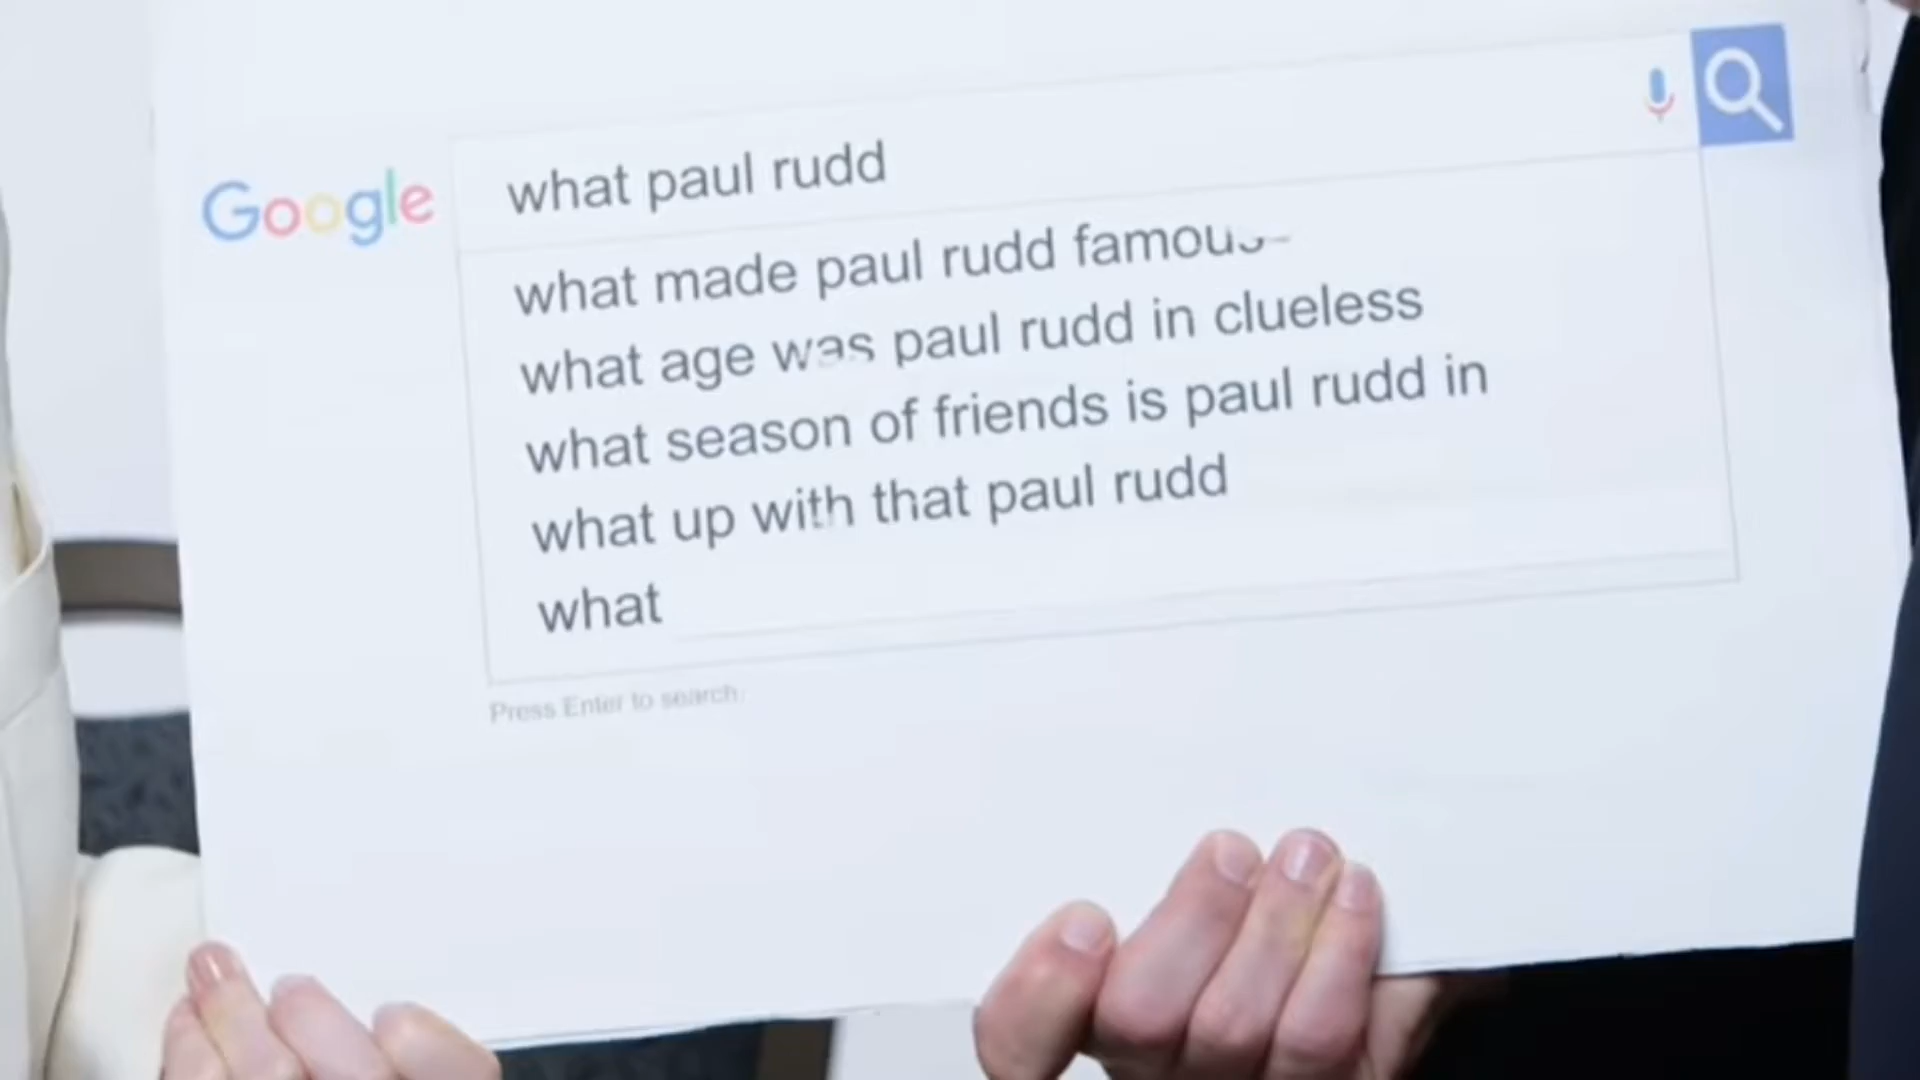 Google
what paul rudd
what made paul rudd famous
what age was paul rudd in clueless
what season of friends is paul rudd in
what up with that paul rudd
what
Press Enter to search.